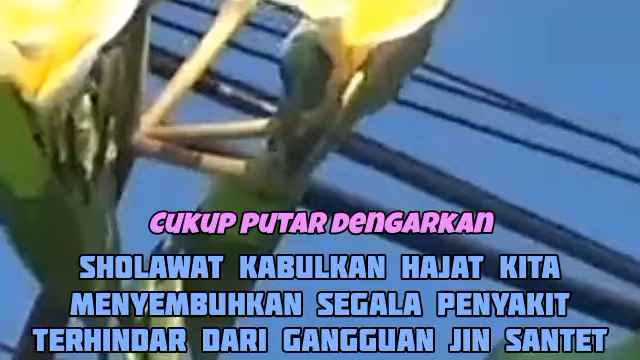 CUKUP PUTAR DENGARKAN
SHOLAWAT KABULKAN HAJAT KITA
MENYEMBUHKAN SEGALA PENYAKIT
TERHINDAR DARI GANGGUAN JIN SANTET